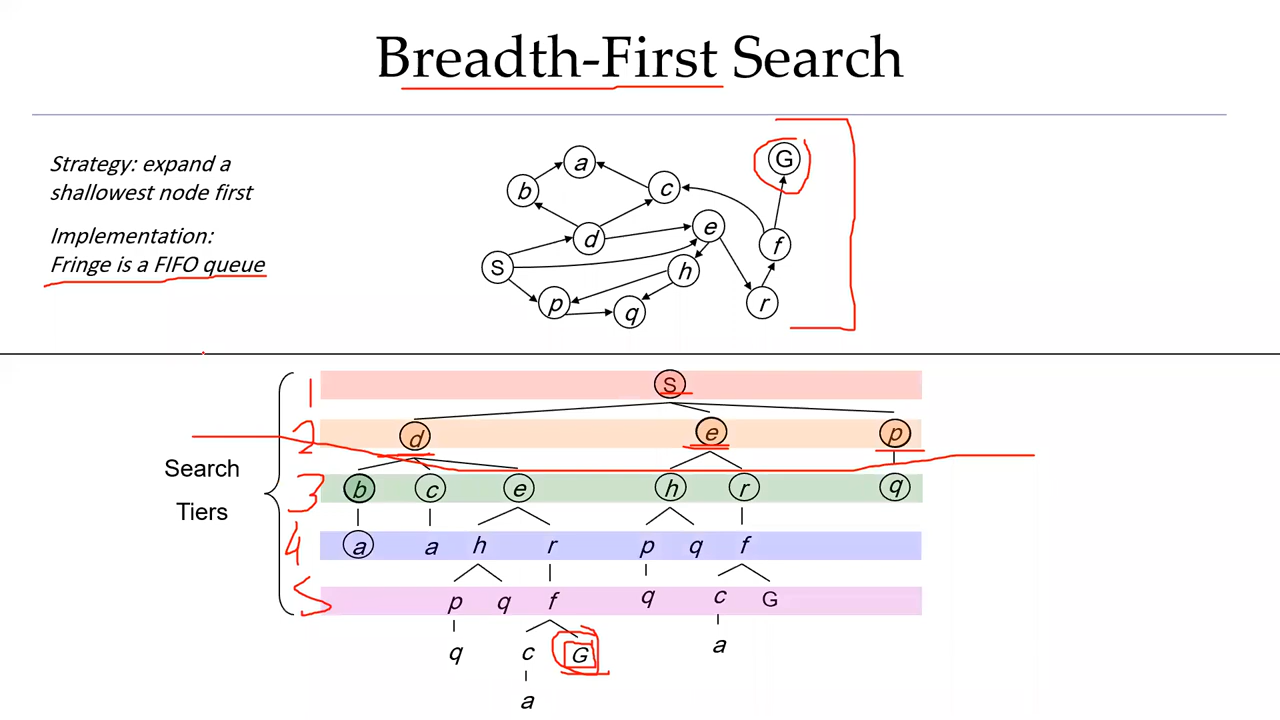 Breadth-First Search
Strategy: expand a
shallowest node first
Implementation:
Fringe is a FIFO queue
a
G
b
c
d
e
f
S
h
p
q
r
Search
Tiers
1
S
2
d e p
3
b c e h r q
4
a a h r p q f
5
p q f q c G
q c G a
a